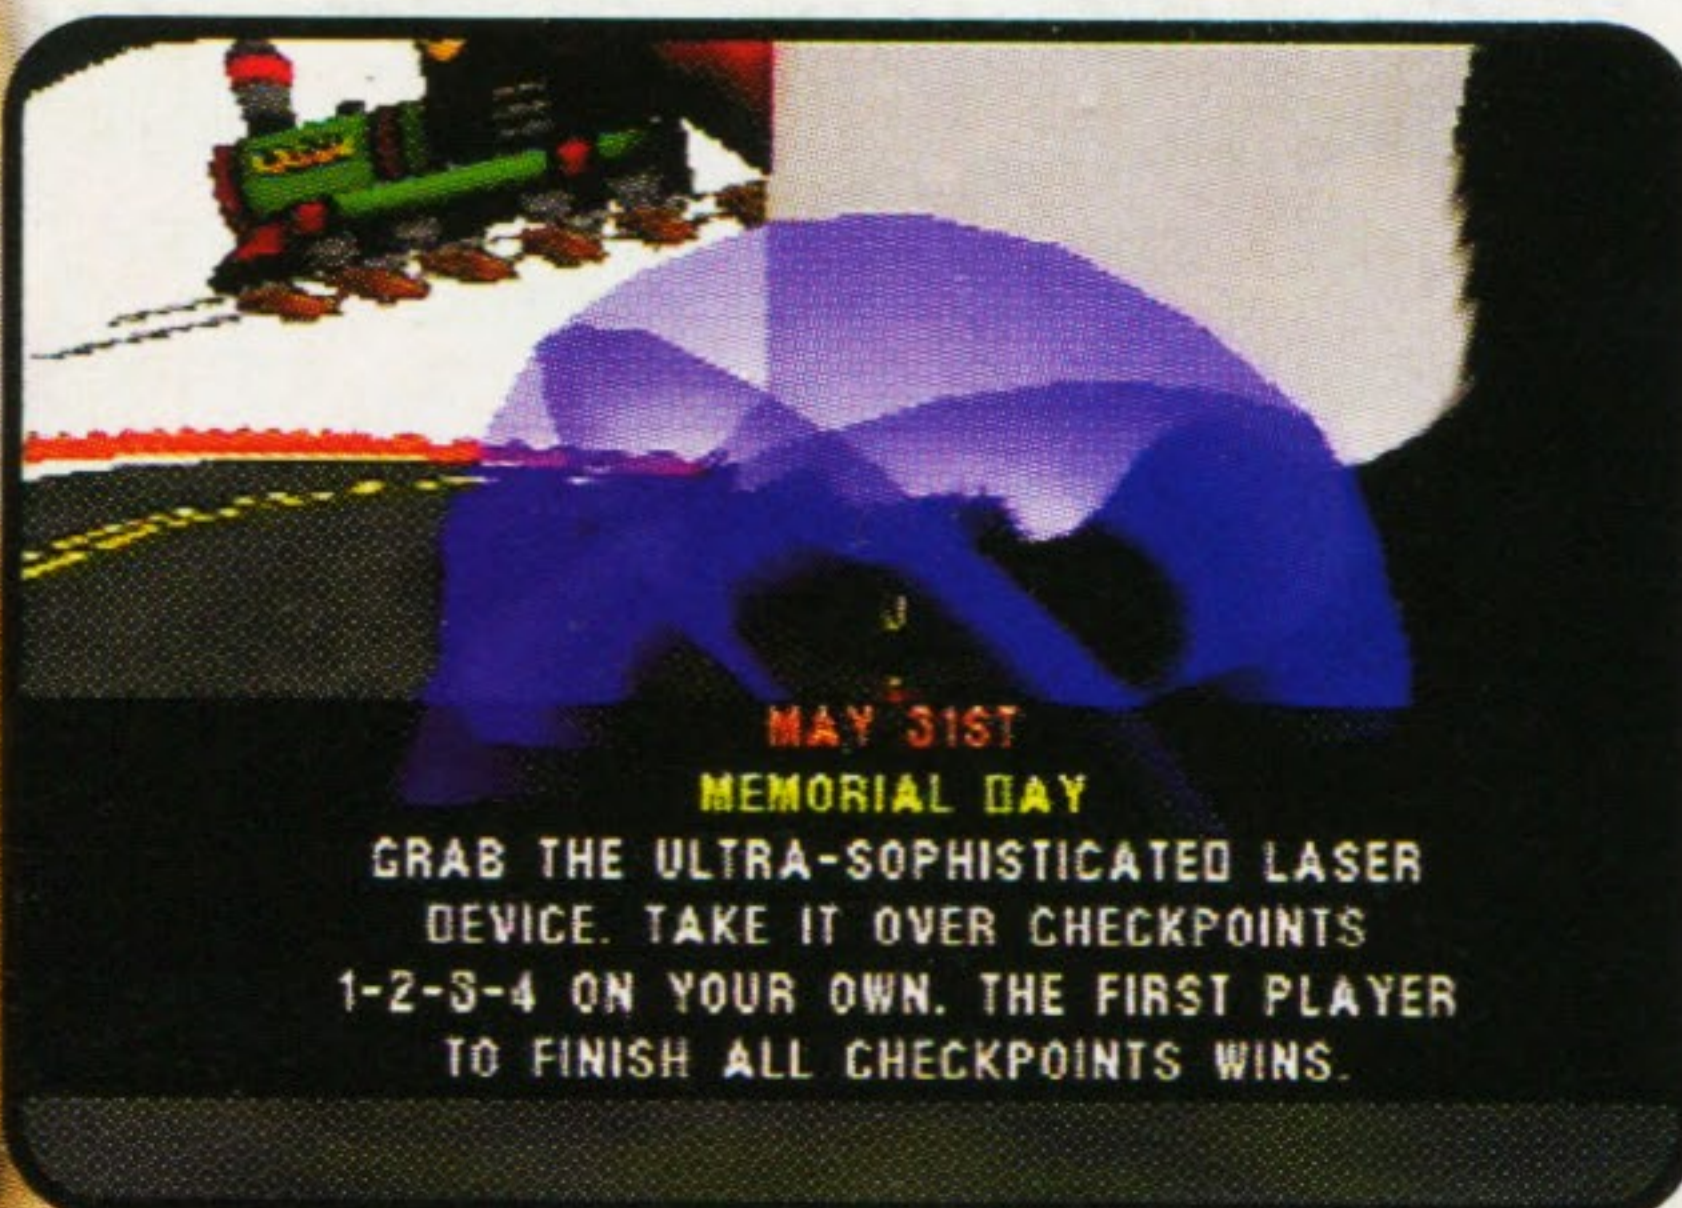 J
MAY 31ST
MEMORIAL DAY
GRAB THE ULTRA-SOPHISTICATED LASER
DEVICE. TAKE IT OVER CHECKPOINTS
1-2-3-4 ON YOUR OWN. THE FIRST PLAYER
TO FINISH ALL CHECKPOINTS WINS.